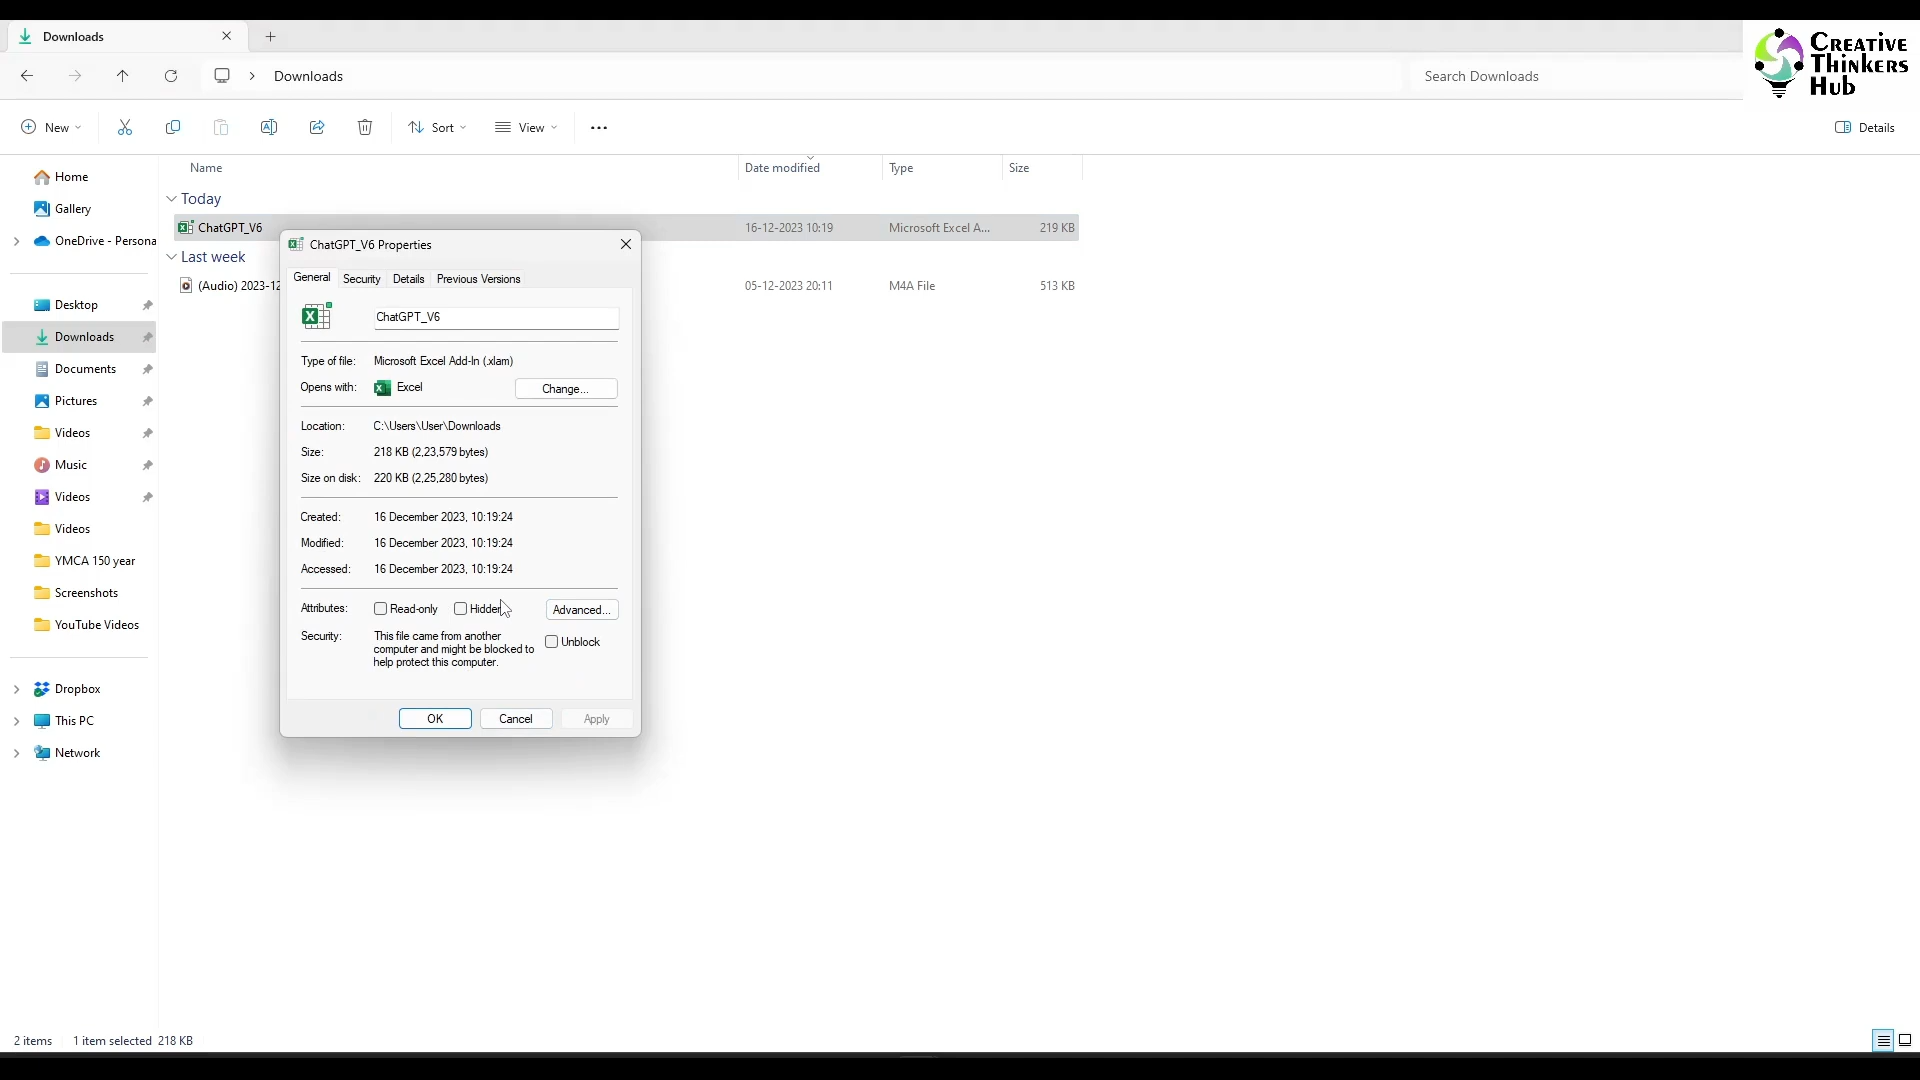 Downloads
CREATIVE
THINKERS
HUB
Downloads
Search Downloads
New
Sort
View
Details
Name
Date modified
Type
Size
Home
Gallery
OneDrive - Persona
Desktop
Downloads
Documents
Pictures
Videos
Music
Videos
Videos
YMCA 150 year
Screenshots
YouTube Videos
Dropbox
This PC
Network
Today
ChatGPT_V6
16-12-2023 10:19
Microsoft Excel A...
219 KB
Last week
(Audio) 2023-12
05-12-2023 20:11
M4A File
513 KB
ChatGPT_V6 Properties
General
Security
Details
Previous Versions
ChatGPT_V6
Type of file: Microsoft Excel Add-In (.xlam)
Opens with: Excel
Change...
Location: C:\Users\User\Downloads
Size: 218 KB (2,23,579 bytes)
Size on disk: 220 KB (2,25,280 bytes)
Created: 16 December 2023, 10:19:24
Modified: 16 December 2023, 10:19:24
Accessed: 16 December 2023, 10:19:24
Attributes: Read-only Hidden Advanced...
Security: This file came from another
computer and might be blocked to
help protect this computer.
Unblock
OK
Cancel
Apply
2 items
1 item selected 218 KB